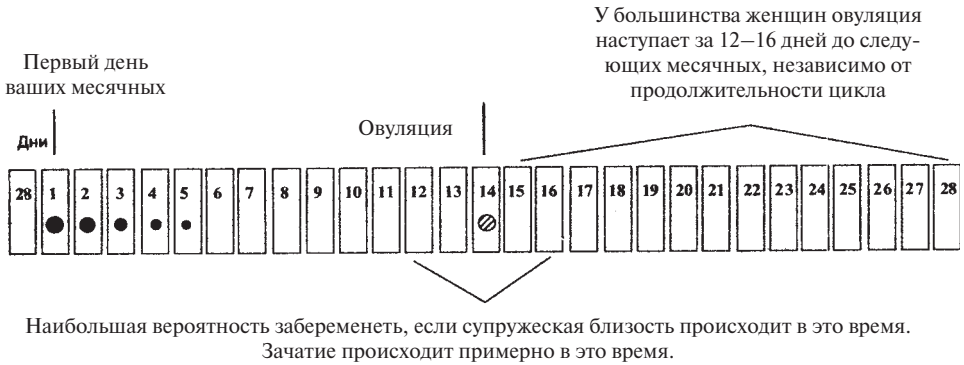 У большинства женщин овуляция
наступает за 12–16 дней до следу-
ющих месячных, независимо от
продолжительности цикла
Первый день
ваших месячных
Овуляция
Дни
28 1 2 3 4 5 6 7 8 9 10 11 12 13 14 15 16 17 18 19 20 21 22 23 24 25 26 27 28
Наибольшая вероятность забеременеть, если супружеская близость происходит в это время.
Зачатие происходит примерно в это время.